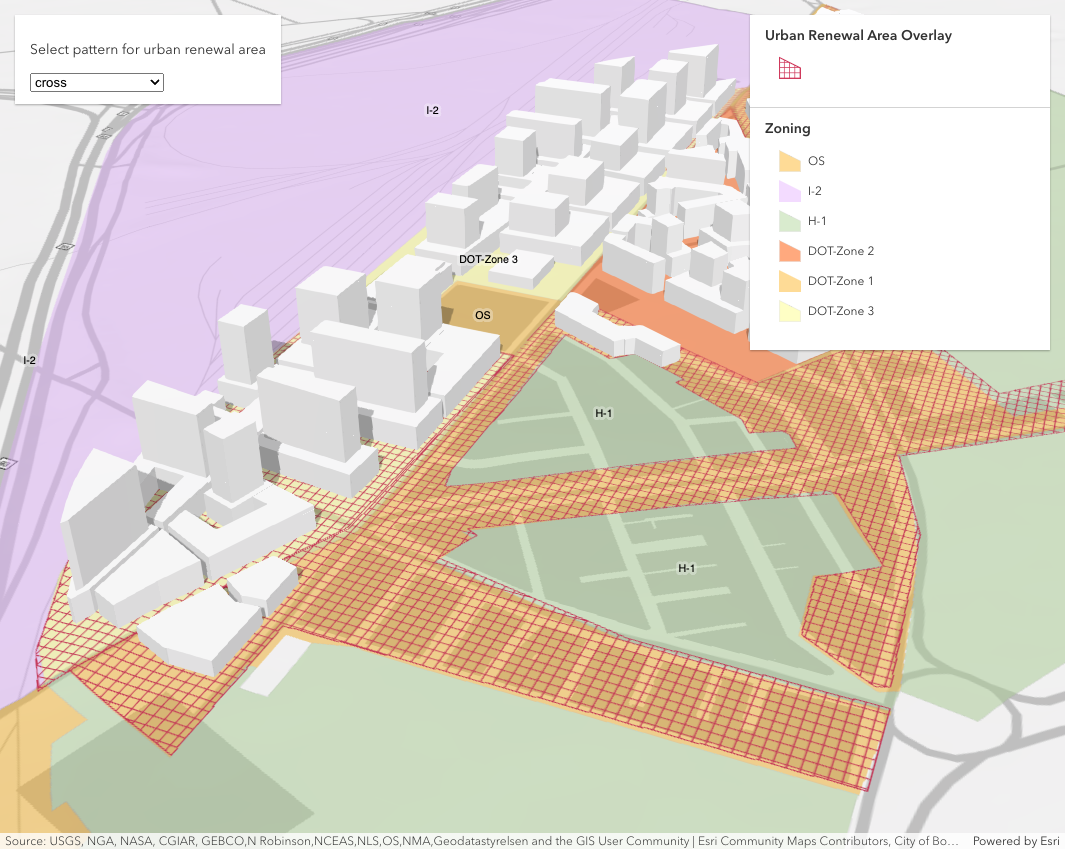 Select pattern for urban renewal area
cross
Urban Renewal Area Overlay
Zoning
OS
I-2
H-1
DOT-Zone 2
DOT-Zone 1
DOT-Zone 3
I-2
DOT-Zone 3
OS
I-2
H-1
H-1
Source: USGS, NGA, NASA, CGIAR, GEBCO,N Robinson,NCEAS,NLS,OS,NMA,Geodatastyrelsen and the GIS User Community | Esri Community Maps Contributors, City of Bo… Powered by Esri